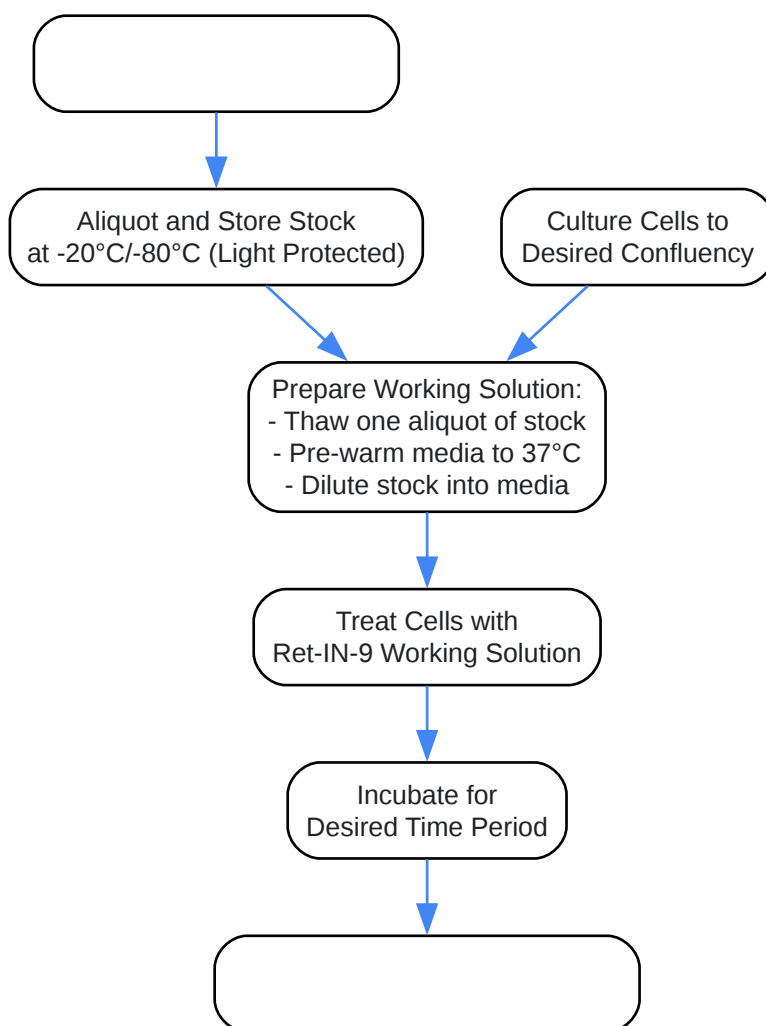 Aliquot and Store Stock
at -20°C/-80°C (Light Protected)
Culture Cells to
Desired Confluency
Prepare Working Solution:
- Thaw one aliquot of stock
- Pre-warm media to 37°C
- Dilute stock into media
Treat Cells with
Ret-IN-9 Working Solution
Incubate for
Desired Time Period